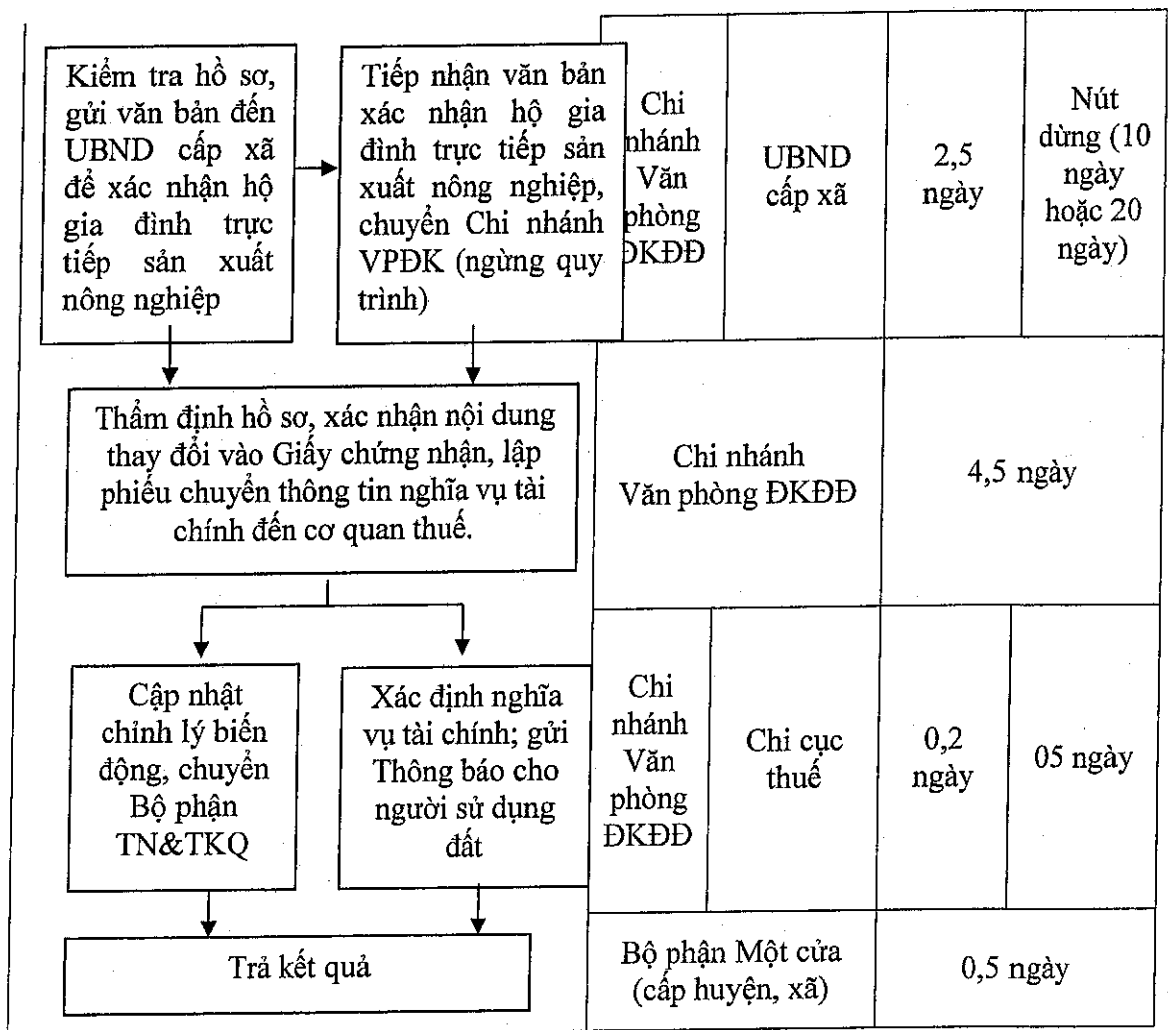 Kiểm tra hồ sơ,
gửi văn bản đến
UBND cấp xã
để xác nhận hộ
gia đình trực
tiếp sản xuất
nông nghiệp
Tiếp nhận văn bản
xác nhận hộ gia
đình trực tiếp sản
xuất nông nghiệp,
chuyển Chi nhánh
VPĐK (ngừng quy
trình)
Chi
nhánh
Văn
phòng
ĐKĐĐ
UBND
cấp xã
2,5
ngày
Nút
dừng (10
ngày
hoặc 20
ngày)
Thẩm định hồ sơ, xác nhận nội dung
thay đổi vào Giấy chứng nhận, lập
phiếu chuyển thông tin nghĩa vụ tài
chính đến cơ quan thuế.
Chi nhánh
Văn phòng ĐKĐĐ
4,5 ngày
Cập nhật
chỉnh lý biến
động, chuyển
Bộ phận
TN&TKQ
Xác định nghĩa
vụ tài chính; gửi
Thông báo cho
người sử dụng
đất
Chi
nhánh
Văn
phòng
ĐKĐĐ
Chi cục
thuế
0,2
ngày
05 ngày
Trả kết quả
Bộ phận Một cửa
(cấp huyện, xã)
0,5 ngày